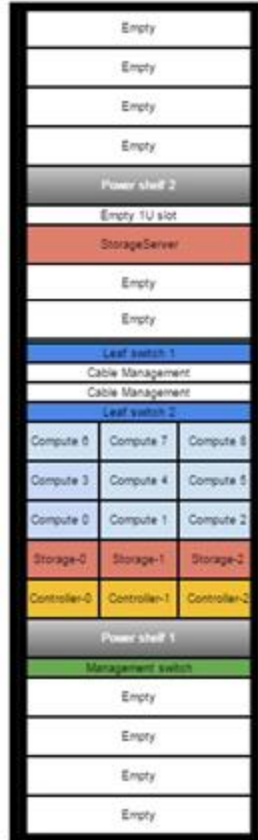 Empty
Empty
Empty
Empty
Power shelf 2
Empty 1U slot
StorageServer
Empty
Empty
Leaf switch 1
Cable Management
Cable Management
Leaf switch 2
Compute 6 Compute 7 Compute 8
Compute 3 Compute 4 Compute 5
Compute 0 Compute 1 Compute 2
Storage-0 Storage-1 Storage-2
Controller-0 Controller-1 Controller-2
Power shelf 1
Management switch
Empty
Empty
Empty
Empty